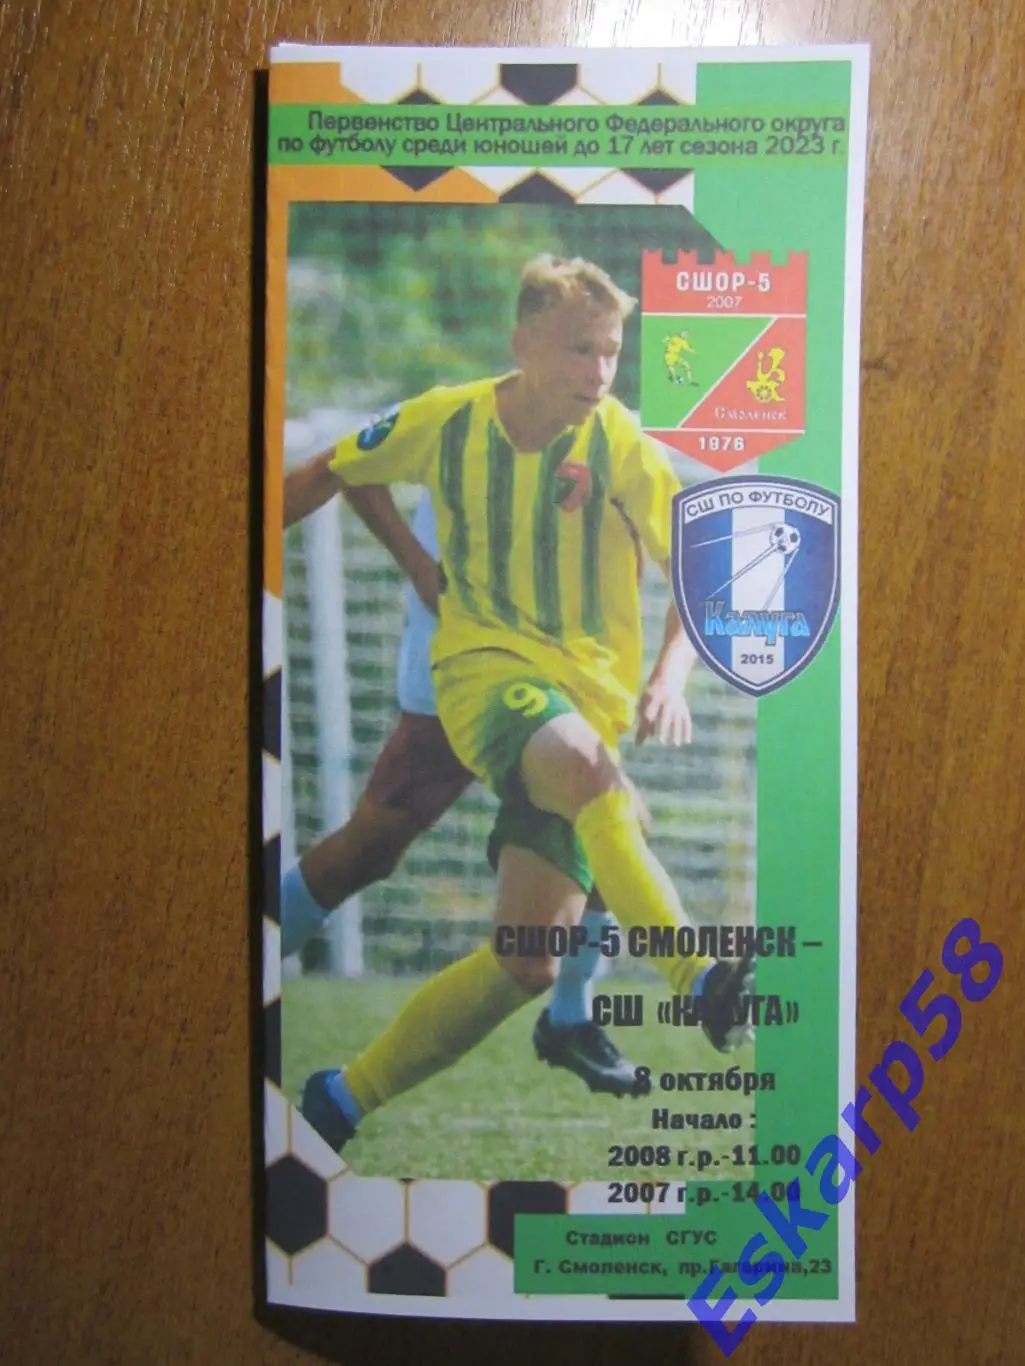 Первенство Центрального Федерального округа
по футболу среди юношей до 17 лет сезона 2023 г.
СШОР-5
2007
Смоленск
1976
СШ ПО ФУТБОЛУ
Калуга
2015
7
9
СШОР-5 СМОЛЕНСК –
СШ «КАЛУГА»
8 октября
Начало :
2008 г.р.-11.00
2007 г.р.-14.00
Стадион СГУС
Г. Смоленск, пр.Гагарина,23
Eskarp58